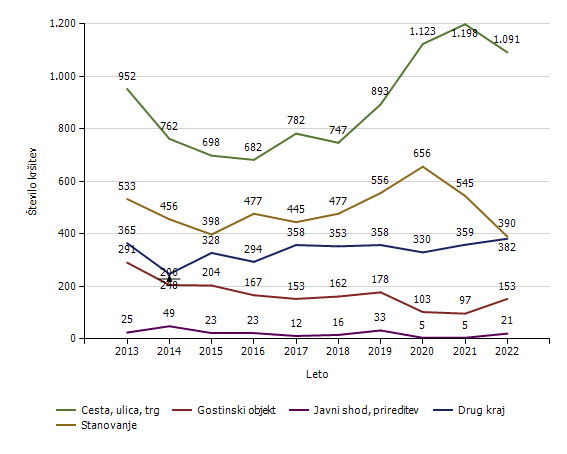 1.200
1.000
800
600
400
200
0
Število kršitev
952 762 698 682 782 747 893 1.123 1.198 1.091
533 456 398 477 445 477 556 656 545 390
365 248 328 294 358 353 358 330 359 382
291 206 204 167 153 162 178 103 97 153
25 49 23 23 12 16 33 5 5 21
2013 2014 2015 2016 2017 2018 2019 2020 2021 2022
Leto
Cesta, ulica, trg Gostinski objekt Javni shod, prireditev Drug kraj
Stanovanje